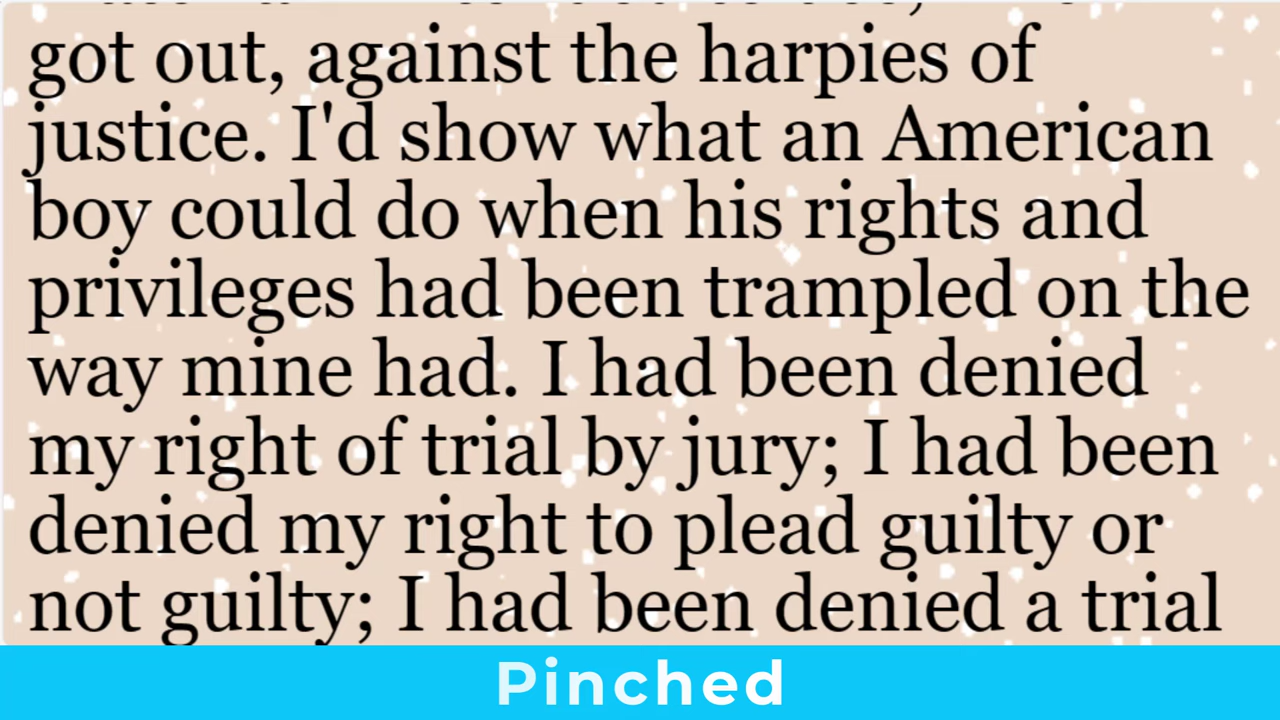 got out, against the harpies of
justice. I'd show what an American
boy could do when his rights and
privileges had been trampled on the
way mine had. I had been denied
my right of trial by jury; I had been
denied my right to plead guilty or
not guilty; I had been denied a trial
Pinched